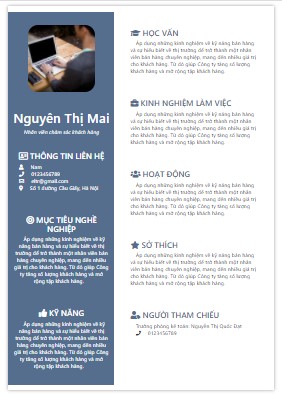 Nguyễn Thị Mai
Nhân viên chăm sóc khách hàng
THÔNG TIN LIÊN HỆ
Nam
0123456789
Số 1 đường Cầu Giấy, Hà Nội
MỤC TIÊU NGHỀ
NGHIỆP
Áp dụng những kinh nghiệm về kỹ
năng bán hàng và sự hiểu biết về thị
trường để trở thành một nhân viên bán
hàng chuyên nghiệp, mang đến nhiều
giá trị cho khách hàng. Từ đó giúp Công
ty tăng số lượng khách hàng và mở
rộng tập khách hàng.
KỸ NĂNG
Áp dụng những kinh nghiệm về kỹ
năng bán hàng và sự hiểu biết về thị
trường để trở thành một nhân viên bán
hàng chuyên nghiệp, mang đến nhiều
giá trị cho khách hàng. Từ đó giúp Công
ty tăng số lượng khách hàng và mở
rộng tập khách hàng.
HỌC VẤN
Áp dụng những kinh nghiệm về kỹ năng bán hàng
và sự hiểu biết về thị trường để trở thành một nhân viên
bán hàng chuyên nghiệp, mang đến nhiều giá trị cho
khách hàng. Từ đó giúp Công ty tăng số lượng khách
hàng và mở rộng tập khách hàng.
KINH NGHIỆM LÀM VIỆC
Áp dụng những kinh nghiệm về kỹ năng bán hàng
và sự hiểu biết về thị trường để trở thành một nhân viên
bán hàng chuyên nghiệp, mang đến nhiều giá trị cho
khách hàng. Từ đó giúp Công ty tăng số lượng khách
hàng và mở rộng tập khách hàng.
HOẠT ĐỘNG
Áp dụng những kinh nghiệm về kỹ năng bán hàng
và sự hiểu biết về thị trường để trở thành một nhân viên
bán hàng chuyên nghiệp, mang đến nhiều giá trị cho
khách hàng. Từ đó giúp Công ty tăng số lượng khách
hàng và mở rộng tập khách hàng.
SỞ THÍCH
Áp dụng những kinh nghiệm về kỹ năng bán hàng
và sự hiểu biết về thị trường để trở thành một nhân viên
bán hàng chuyên nghiệp, mang đến nhiều giá trị cho
khách hàng. Từ đó giúp Công ty tăng số lượng khách
hàng và mở rộng tập khách hàng.
NGƯỜI THAM CHIẾU
Trưởng phòng kế toán: Nguyễn Thị Quốc Đạt
0123456789